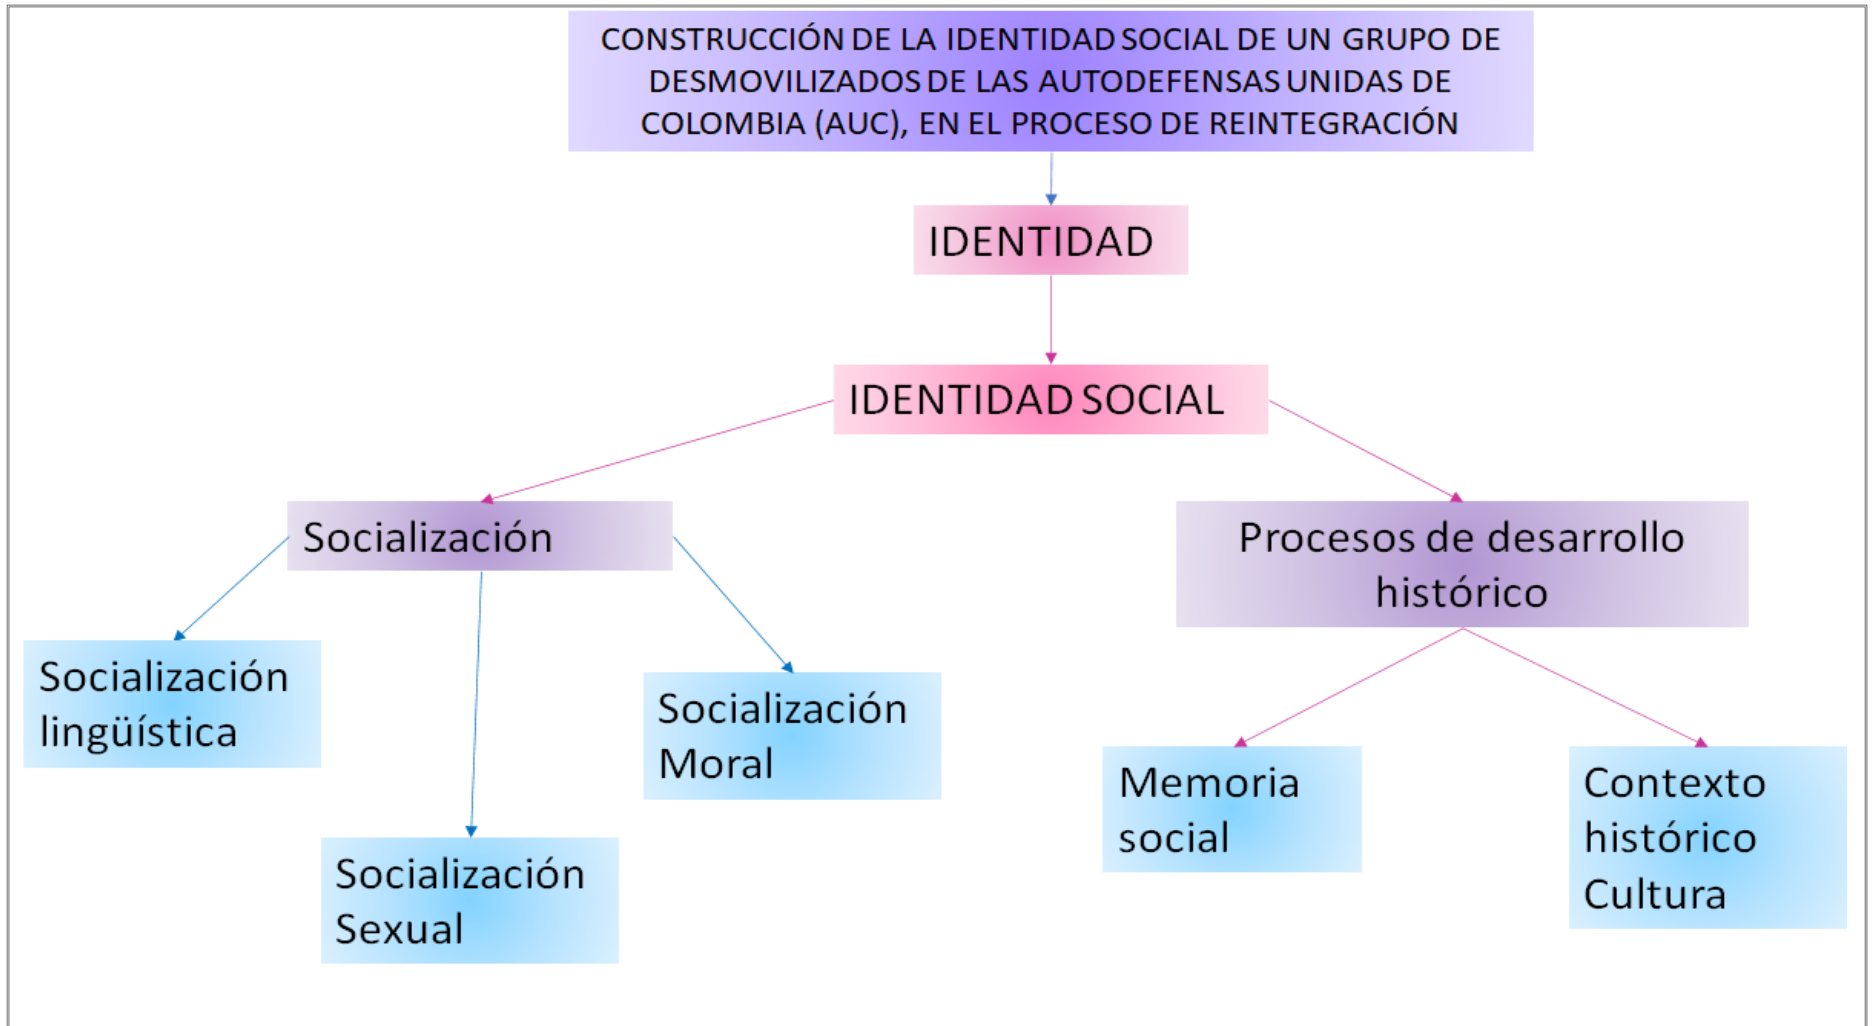 CONSTRUCCIÓN DE LA IDENTIDAD SOCIAL DE UN GRUPO DE
DESMOVILIZADOS DE LAS AUTODEFENSAS UNIDAS DE
COLOMBIA (AUC), EN EL PROCESO DE REINTEGRACIÓN
IDENTIDAD
IDENTIDAD SOCIAL
Socialización
Procesos de desarrollo
histórico
Socialización
lingüística
Socialización
Sexual
Socialización
Moral
Memoria
social
Contexto
histórico
Cultura